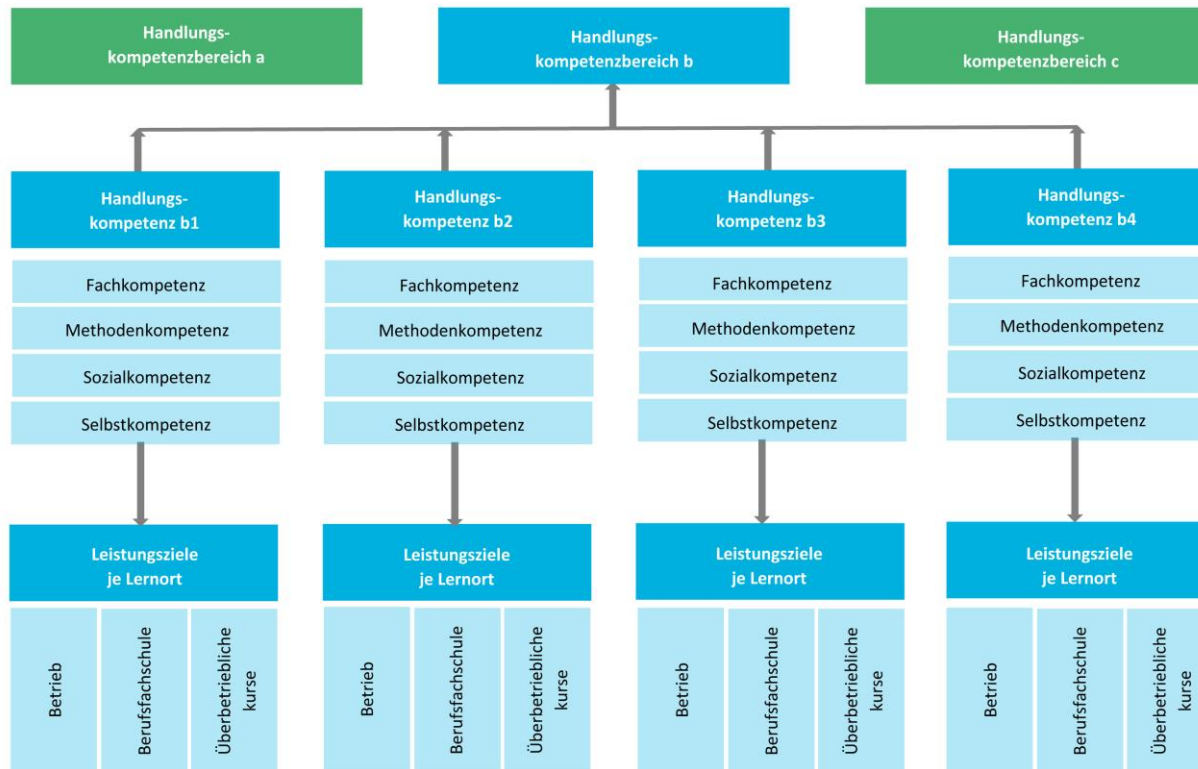 Handlungs-
kompetenzbereich a
Handlungs-
kompetenzbereich b
Handlungs-
kompetenzbereich c
Handlungs-
kompetenz b1
Handlungs-
kompetenz b2
Handlungs-
kompetenz b3
Handlungs-
kompetenz b4
Fachkompetenz
Fachkompetenz
Fachkompetenz
Fachkompetenz
Methodenkompetenz
Methodenkompetenz
Methodenkompetenz
Methodenkompetenz
Sozialkompetenz
Sozialkompetenz
Sozialkompetenz
Sozialkompetenz
Selbstkompetenz
Selbstkompetenz
Selbstkompetenz
Selbstkompetenz
Leistungsziele
je Lernort
Leistungsziele
je Lernort
Leistungsziele
je Lernort
Leistungsziele
je Lernort
Betrieb
Berufsfachschule
Überbetriebliche
kurse
Betrieb
Berufsfachschule
Überbetriebliche
kurse
Betrieb
Berufsfachschule
Überbetriebliche
kurse
Betrieb
Berufsfachschule
Überbetriebliche
kurse